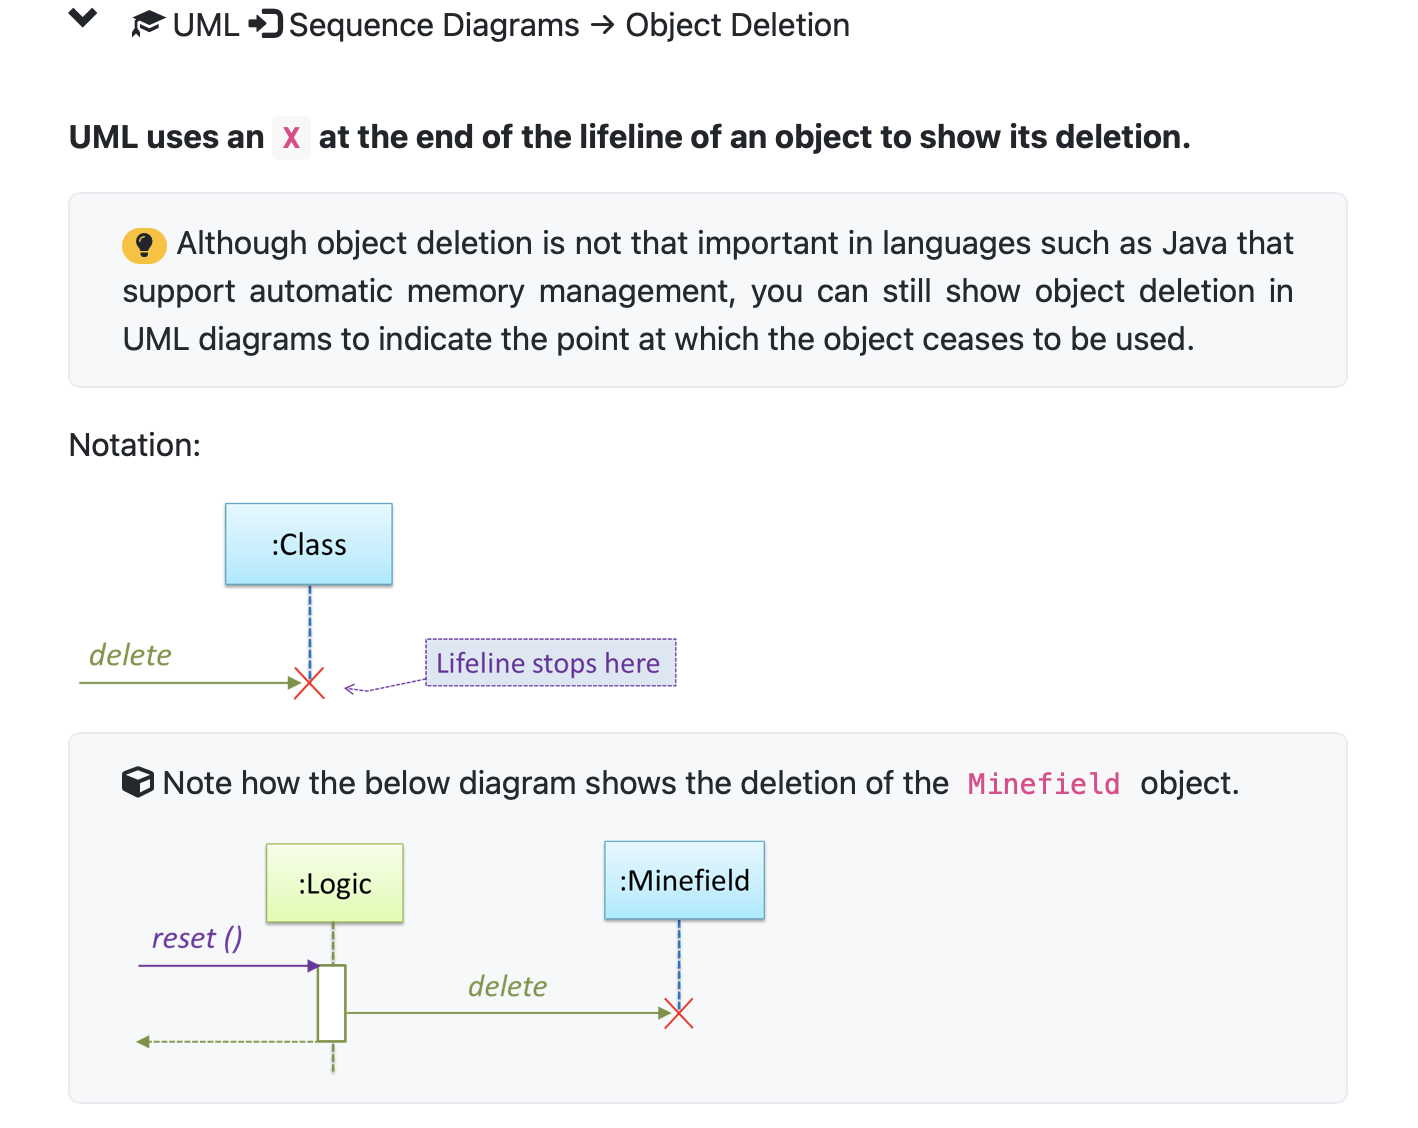 UML Sequence Diagrams → Object Deletion
UML uses an X at the end of the lifeline of an object to show its deletion.
Although object deletion is not that important in languages such as Java that
support automatic memory management, you can still show object deletion in
UML diagrams to indicate the point at which the object ceases to be used.
Notation:
:Class
delete
Lifeline stops here
Note how the below diagram shows the deletion of the Minefield object.
:Logic
:Minefield
reset ()
delete